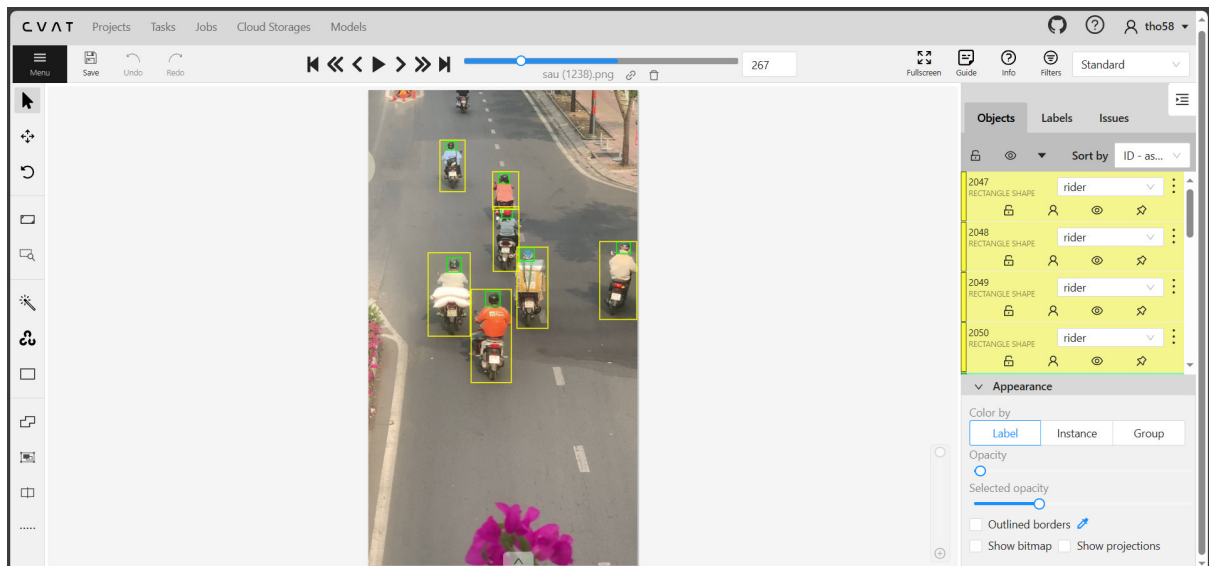 CVAT Projects Tasks Jobs Cloud Storages Models tho58
Menu Save Undo Redo sau (1238).png 267 Fullscreen Guide Info Filters Standard
Objects Labels Issues
Sort by ID - as...
2047 rider
RECTANGLE SHAPE
2048 rider
RECTANGLE SHAPE
2049 rider
RECTANGLE SHAPE
2050 rider
RECTANGLE SHAPE
Appearance
Color by
Label Instance Group
Opacity
Selected opacity
Outlined borders
Show bitmap Show projections